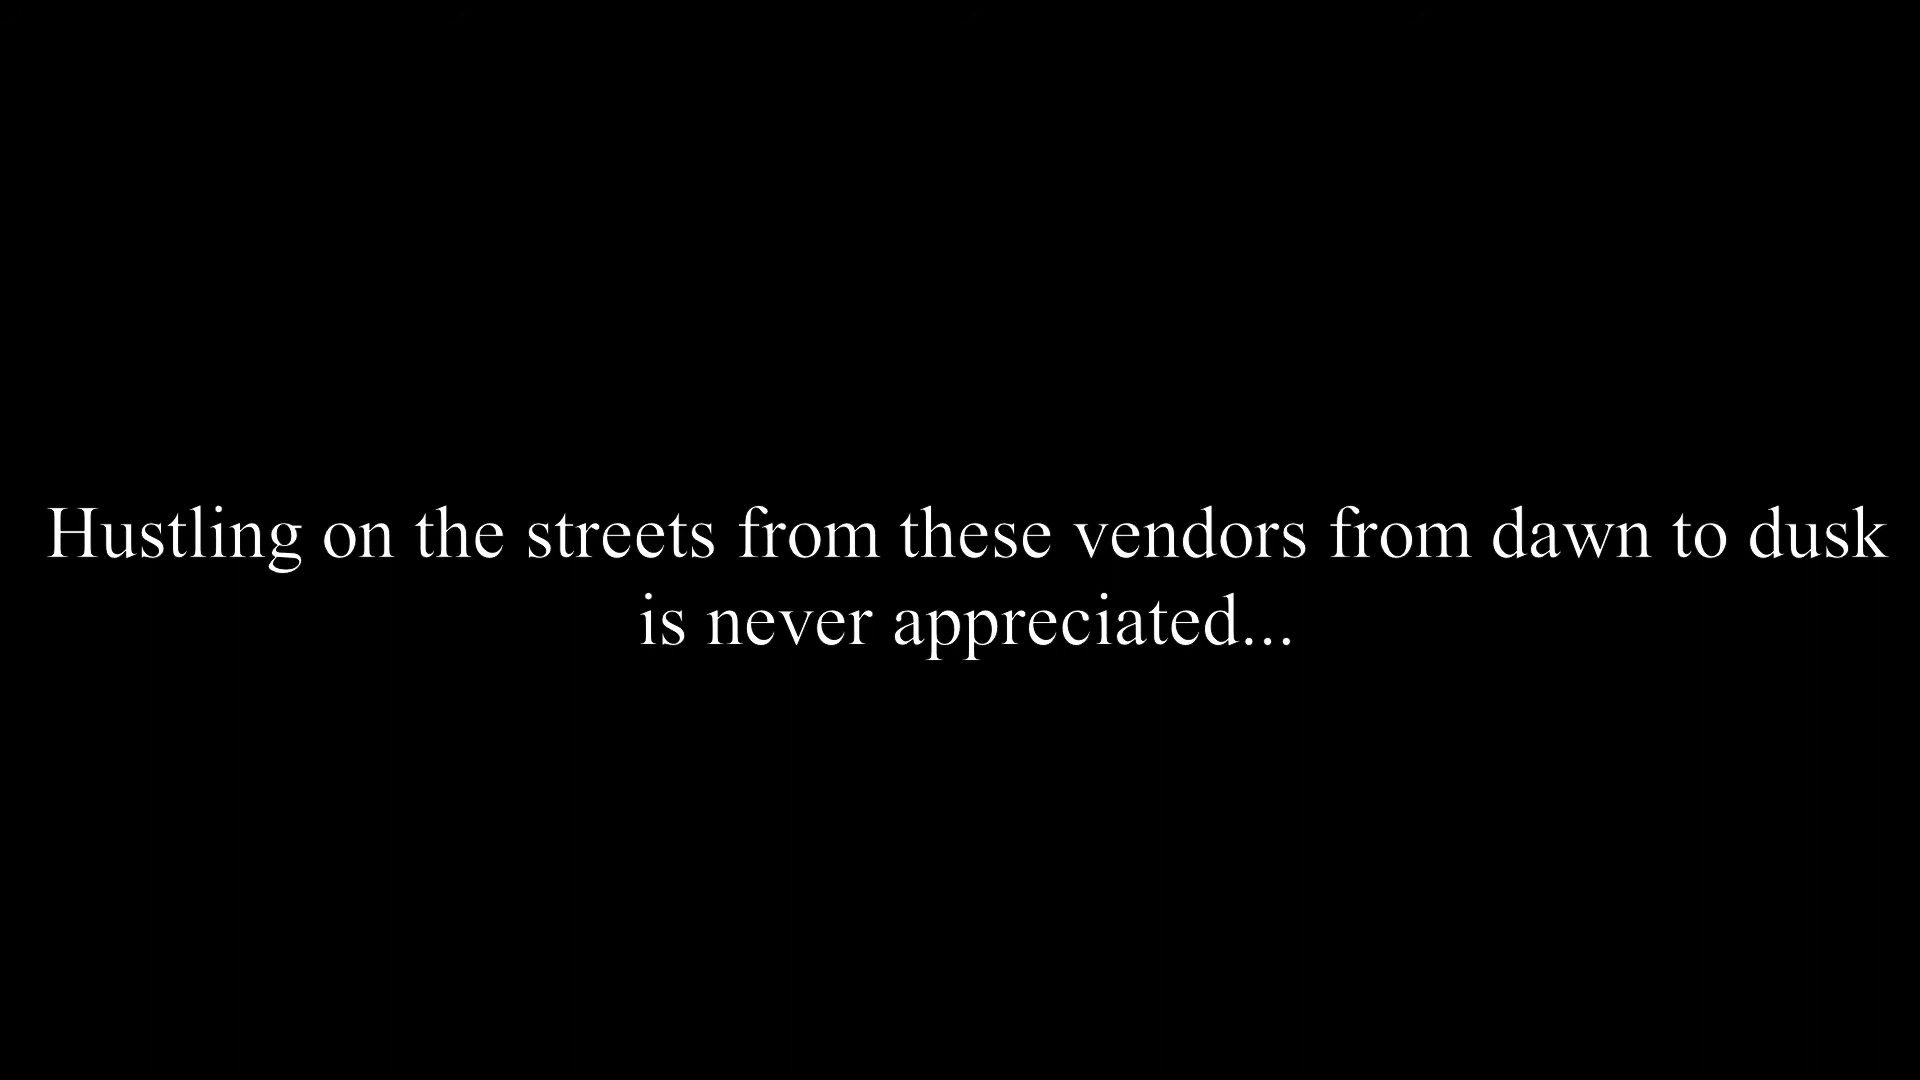 Hustling on the streets from these vendors from dawn to dusk
is never appreciated...